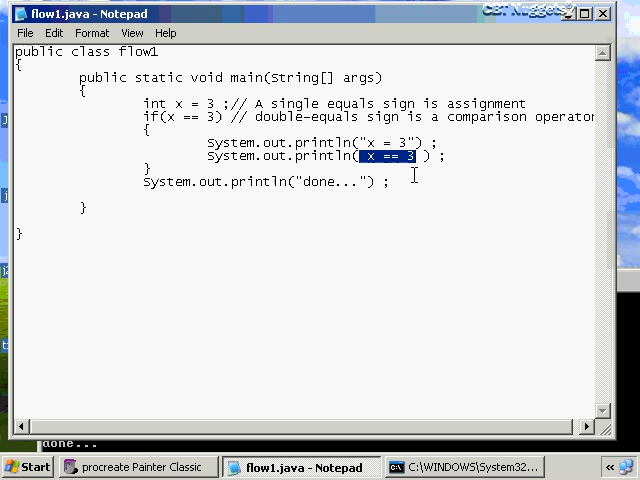 flow1.java - Notepad
CBT Nuggets
File Edit Format View Help
public class flow1
{
public static void main(String[] args)
{
int x = 3 ;// A single equals sign is assignment
if(x == 3) // double-equals sign is a comparison operator
{
System.out.println("x = 3") ;
System.out.println( x == 3 ) ;
}
System.out.println("done...") ;
}
}
done...
Start procreate Painter Classic flow1.java - Notepad C:\WINDOWS\System32... «